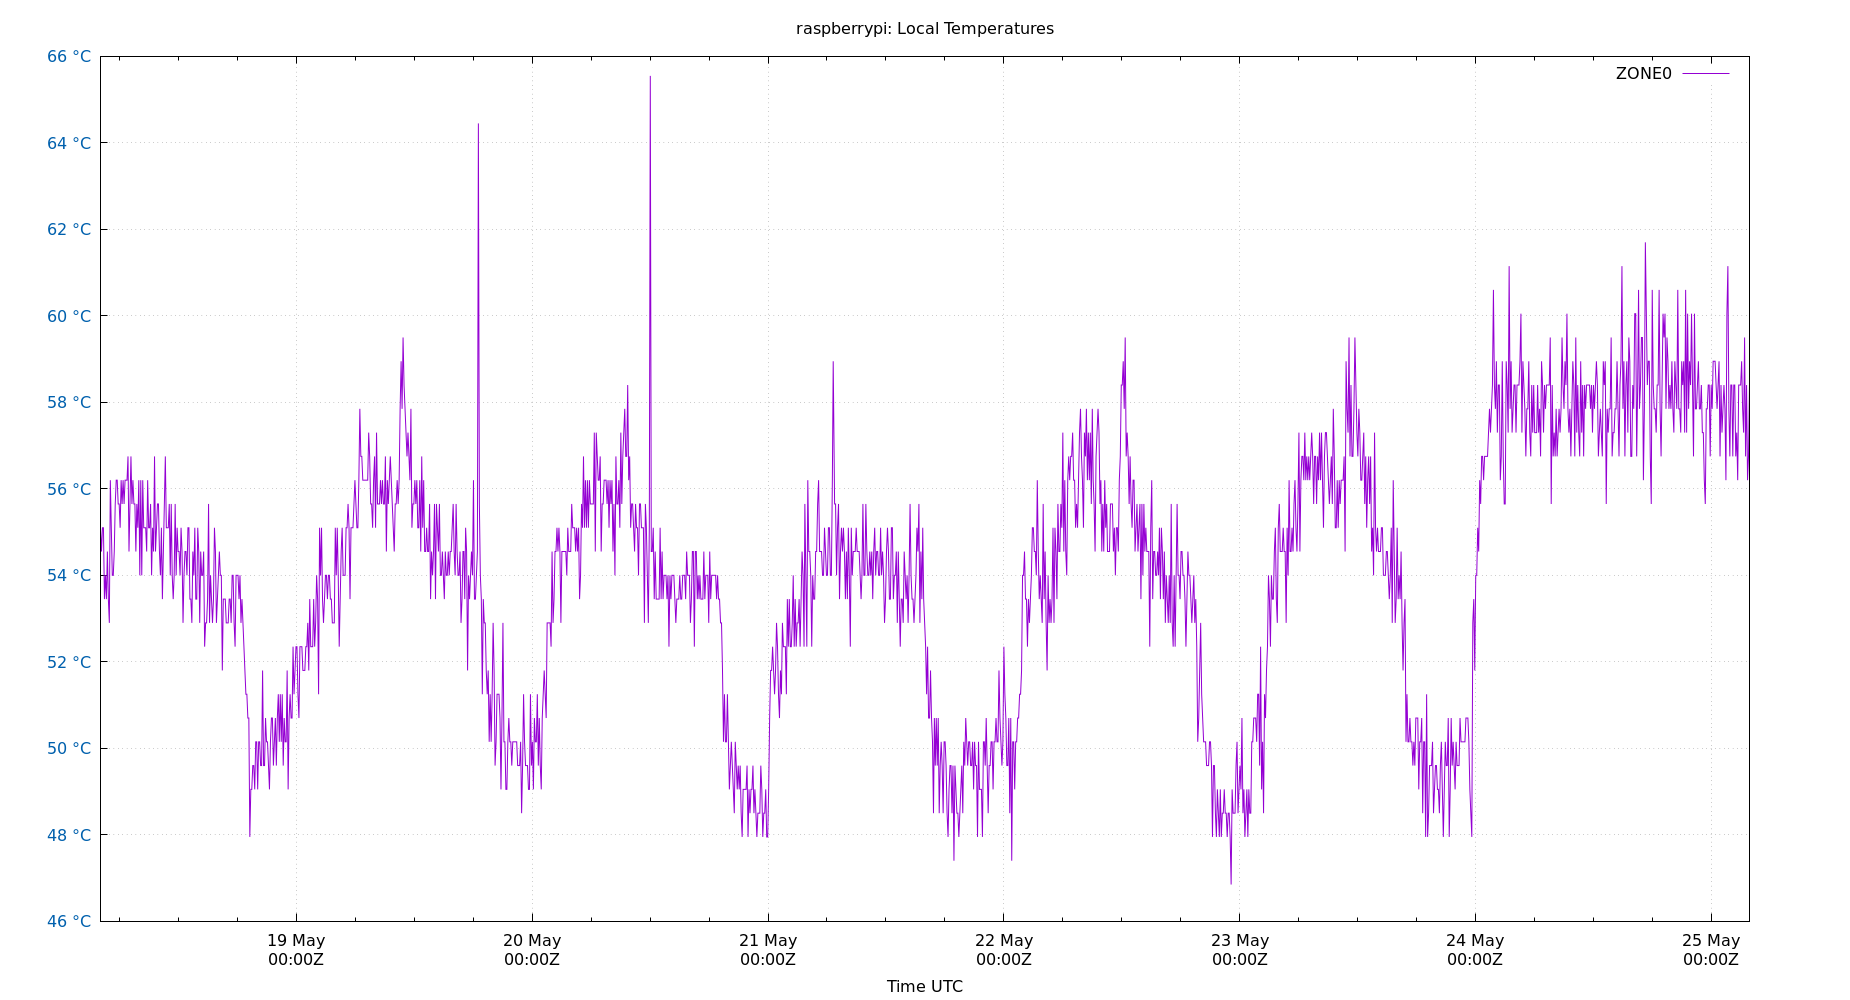 raspberrypi: Local Temperatures
ZONE0
66 °C
64 °C
62 °C
60 °C
58 °C
56 °C
54 °C
52 °C
50 °C
48 °C
46 °C
19 May
00:00Z
20 May
00:00Z
21 May
00:00Z
22 May
00:00Z
23 May
00:00Z
24 May
00:00Z
25 May
00:00Z
Time UTC